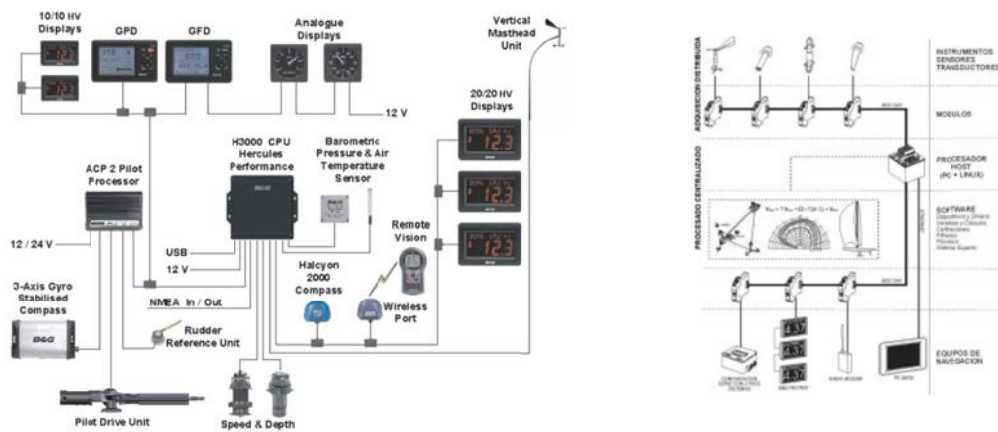 10/10 HV
Displays
GPD
GFD
Analogue
Displays
Vertical
Masthead
Unit
12 V
20/20 HV
Displays
12.3
12.3
12.3
ACP 2 Pilot
Processor
H3000 CPU
Hercules
Performance
Barometric
Pressure & Air
Temperature
Sensor
B&G
12 / 24 V
USB
12 V
Remote
Vision
Halcyon
2000
Compass
NMEA In / Out
Wireless
Port
3-Axis Gyro
Stabilised
Compass
B&G
Rudder
Reference Unit
Pilot Drive Unit
Speed & Depth
ADQUISICION DISTRIBUIDA
INSTRUMENTOS
SENSORES
TRANSDUCTORES
MODULOS
PROCESADO CENTRALIZADO
PROCESADOR
HOST
(PC + LINUX)
SOFTWARE
EQUIPOS DE
NAVEGACION
4.37
4.37
4.37